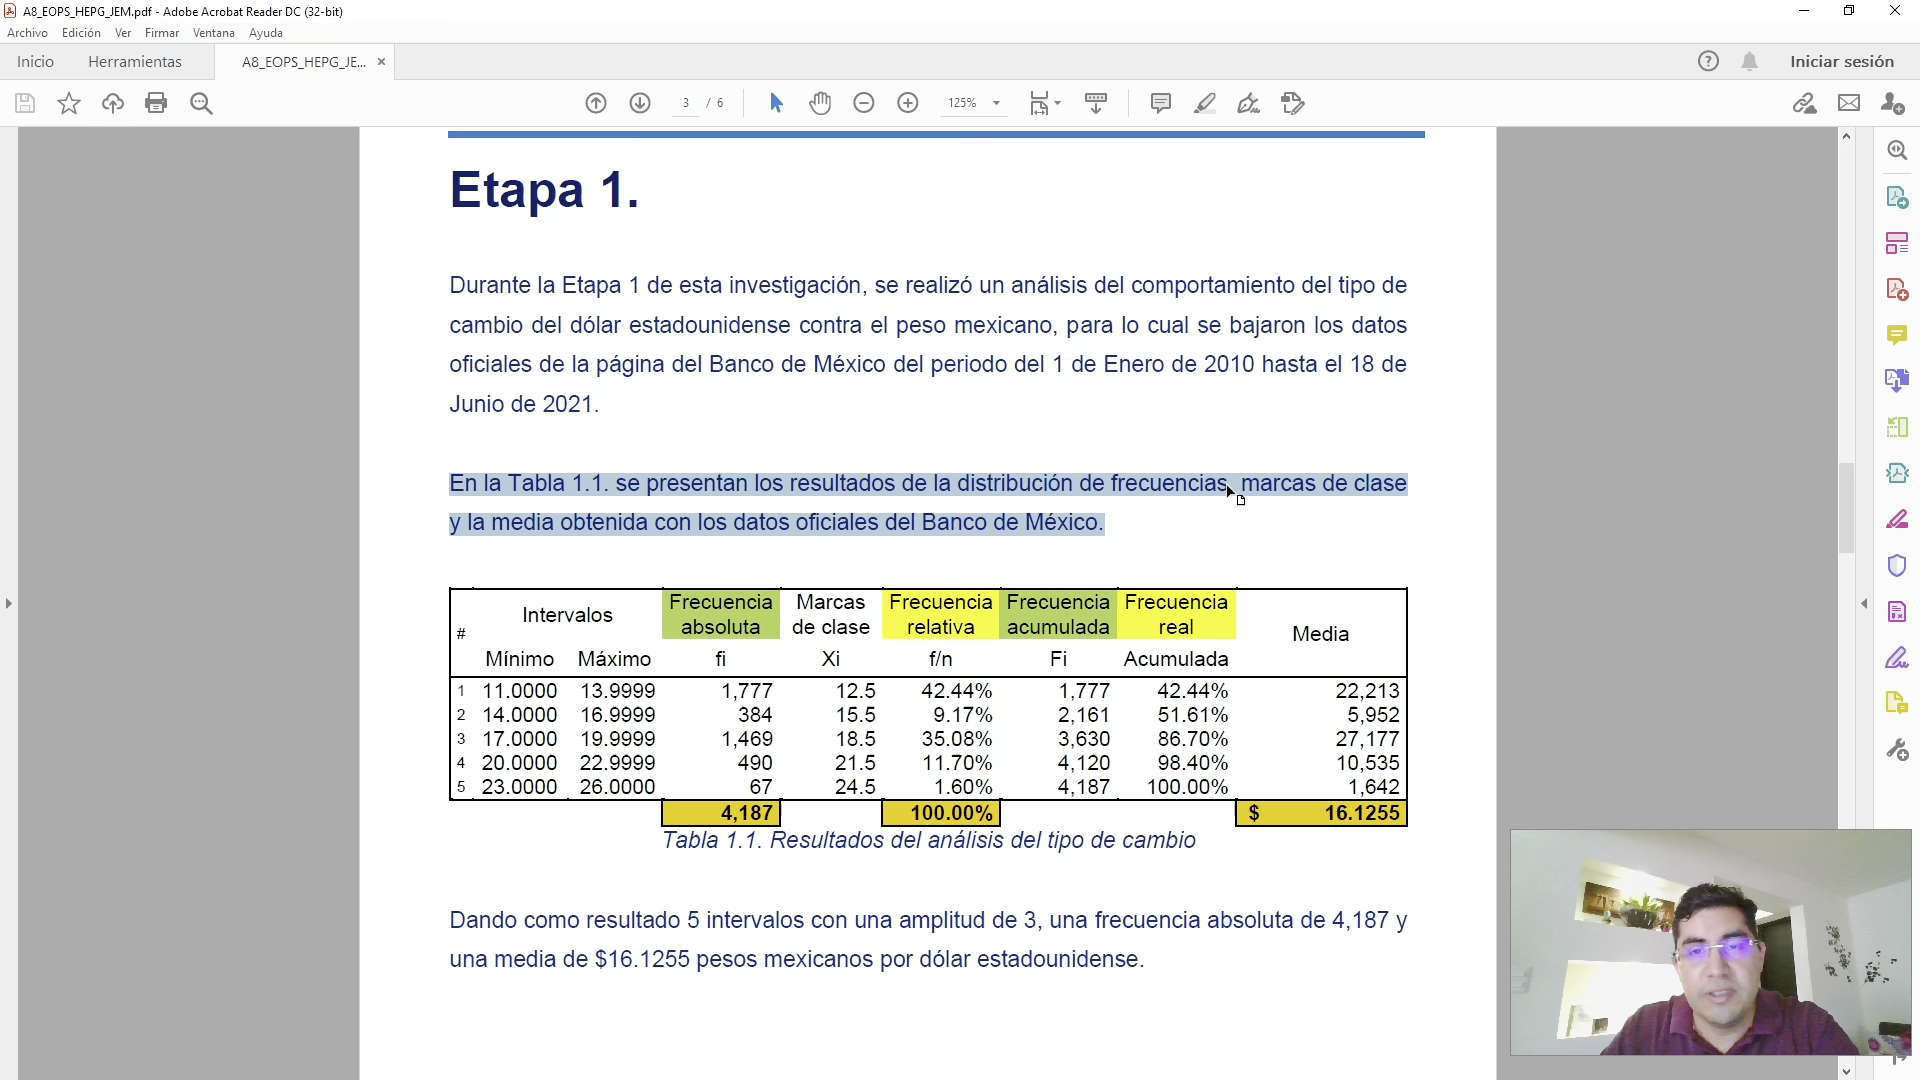 A8_EOPS_HEPG_JEM.pdf - Adobe Acrobat Reader DC (32-bit)
Archivo Edición Ver Firmar Ventana Ayuda
Inicio Herramientas A8_EOPS_HEPG_JE... × Iniciar sesión
3 / 6 125%
Etapa 1.
Durante la Etapa 1 de esta investigación, se realizó un análisis del comportamiento del tipo de
cambio del dólar estadounidense contra el peso mexicano, para lo cual se bajaron los datos
oficiales de la página del Banco de México del periodo del 1 de Enero de 2010 hasta el 18 de
Junio de 2021.
En la Tabla 1.1. se presentan los resultados de la distribución de frecuencias, marcas de clase
y la media obtenida con los datos oficiales del Banco de México.
# Intervalos Frecuencia absoluta Marcas de clase Frecuencia relativa Frecuencia acumulada Frecuencia real Media
Mínimo Máximo fi Xi f/n Fi Acumulada
1 11.0000 13.9999 1,777 12.5 42.44% 1,777 42.44% 22,213
2 14.0000 16.9999 384 15.5 9.17% 2,161 51.61% 5,952
3 17.0000 19.9999 1,469 18.5 35.08% 3,630 86.70% 27,177
4 20.0000 22.9999 490 21.5 11.70% 4,120 98.40% 10,535
5 23.0000 26.0000 67 24.5 1.60% 4,187 100.00% 1,642
4,187 100.00% $ 16.1255
Tabla 1.1. Resultados del análisis del tipo de cambio
Dando como resultado 5 intervalos con una amplitud de 3, una frecuencia absoluta de 4,187 y
una media de $16.1255 pesos mexicanos por dólar estadounidense.